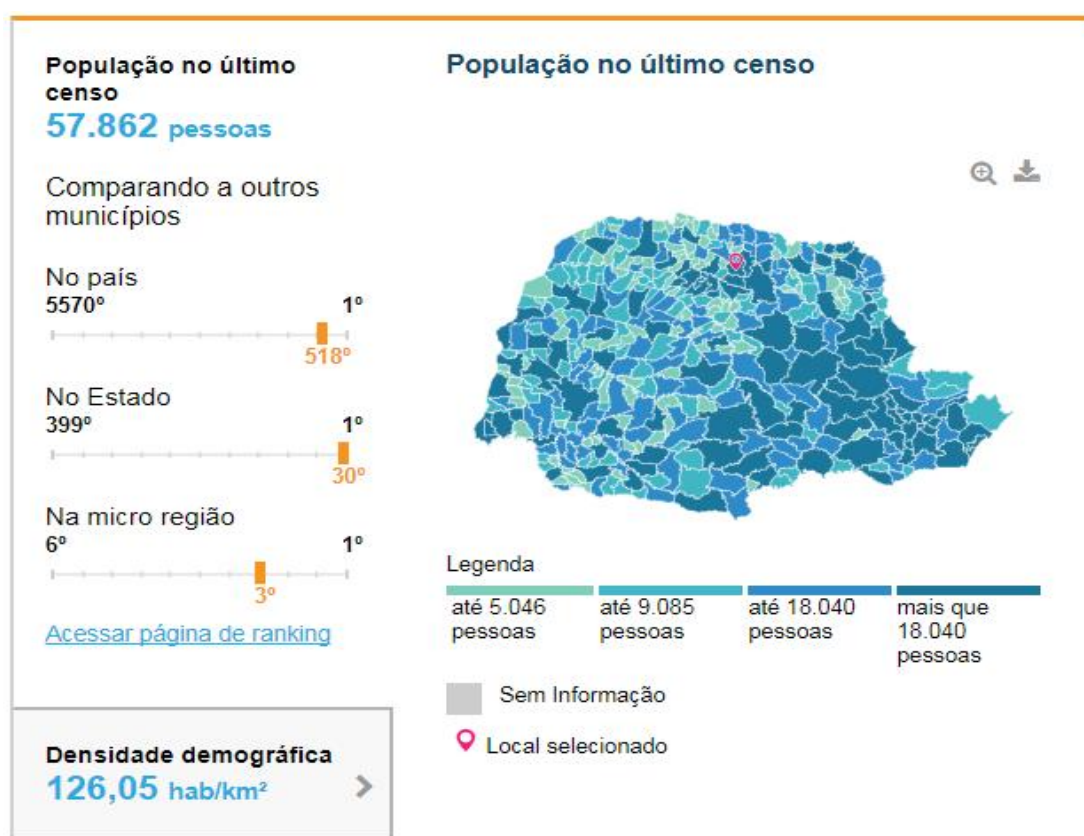 População no último
censo
57.862 pessoas
Comparando a outros
municípios
No país
5570º 1º
518º
No Estado
399º 1º
30º
Na micro região
6º 1º
3º
Acessar página de ranking
Densidade demográfica
126,05 hab/km²
População no último censo
Legenda
até 5.046
pessoas
até 9.085
pessoas
até 18.040
pessoas
mais que
18.040
pessoas
Sem Informação
Local selecionado